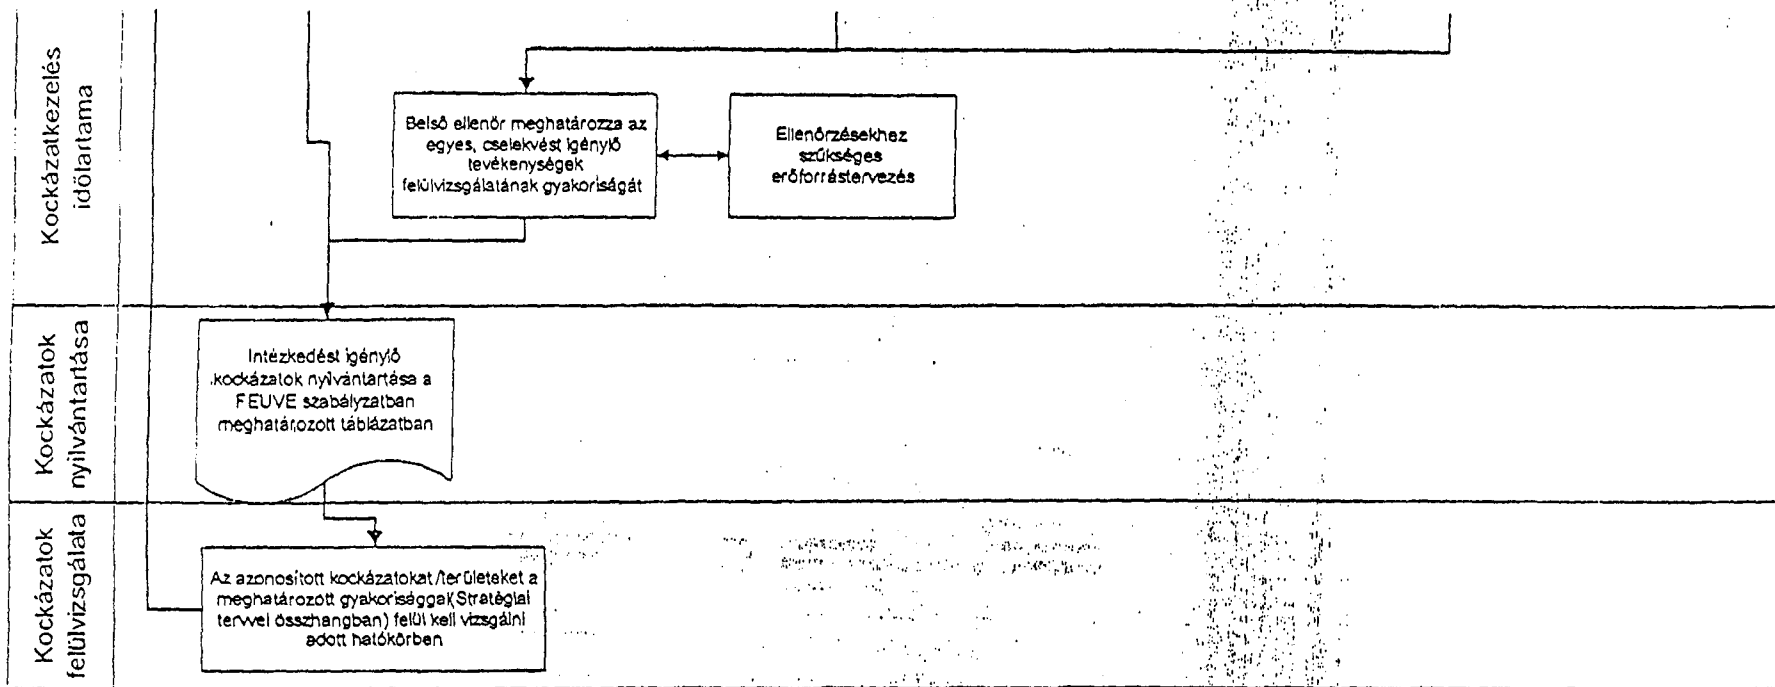 Kockázatkezelés
időtartama
Belső ellenőr meghatározza az
egyes, cselekvést igénylő
tevékenységek
felülvizsgálatának gyakoriságát
Ellenőrzésekhez
szükséges
erőforrástervezés
Kockázatok
nyilvántartása
Intézkedést igénylő
kockázatok nyilvántartása a
FEUVE szabályzatban
meghatározott táblázatban
Kockázatok
felülvizsgálata
Az azonosított kockázatokat/területeket a
meghatározott gyakorisággal(Stratégiai
tervvel összhangban) felül kell vizsgálni
adott hatókörben